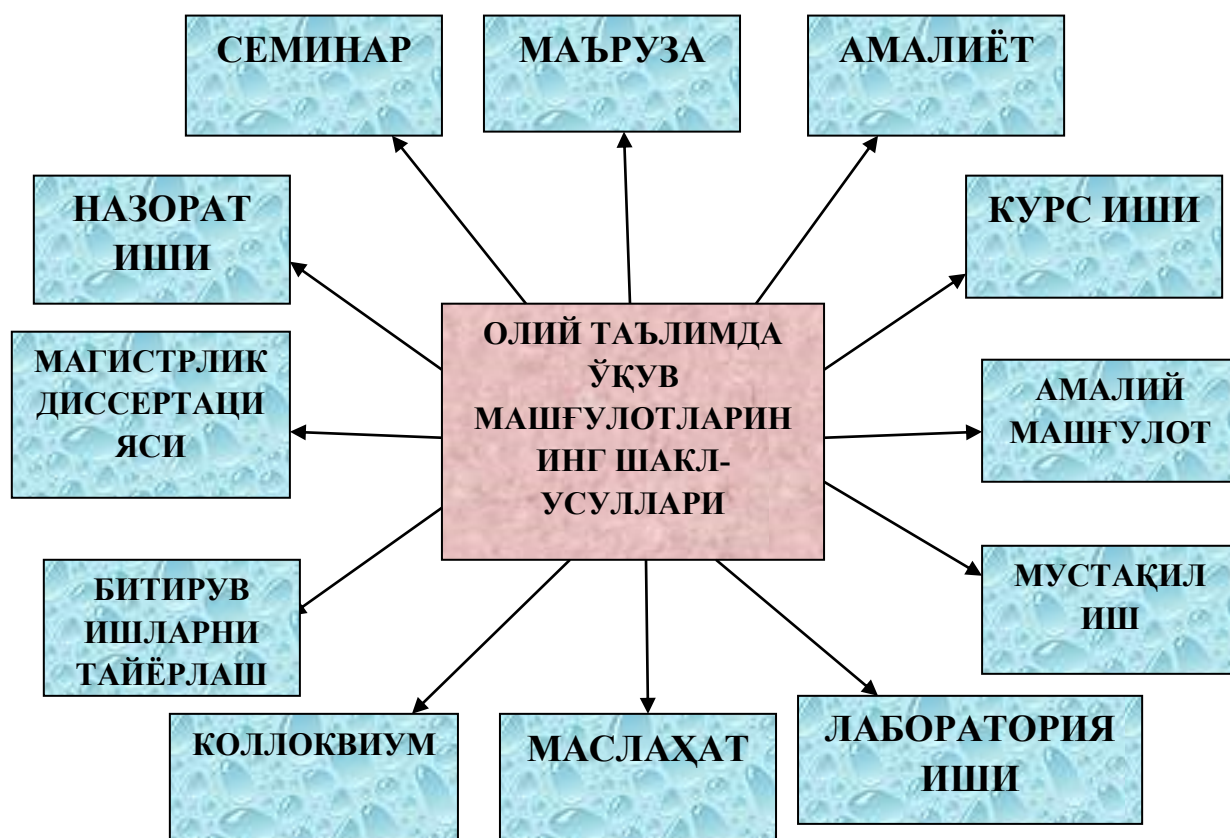 СЕМИНАР
МАЪРУЗА
АМАЛИЁТ
НАЗОРАТ
ИШИ
КУРС ИШИ
ОЛИЙ ТАЪЛИМДА
ЎҚУВ
МАШҒУЛОТЛАРИН
ИНГ ШАКЛ-
УСУЛЛАРИ
МАГИСТРЛИК
ДИССЕРТАЦИ
ЯСИ
АМАЛИЙ
МАШҒУЛОТ
БИТИРУВ
ИШЛАРНИ
ТАЙЁРЛАШ
МУСТАҚИЛ
ИШ
КОЛЛОКВИУМ
МАСЛАҲАТ
ЛАБОРАТОРИЯ
ИШИ